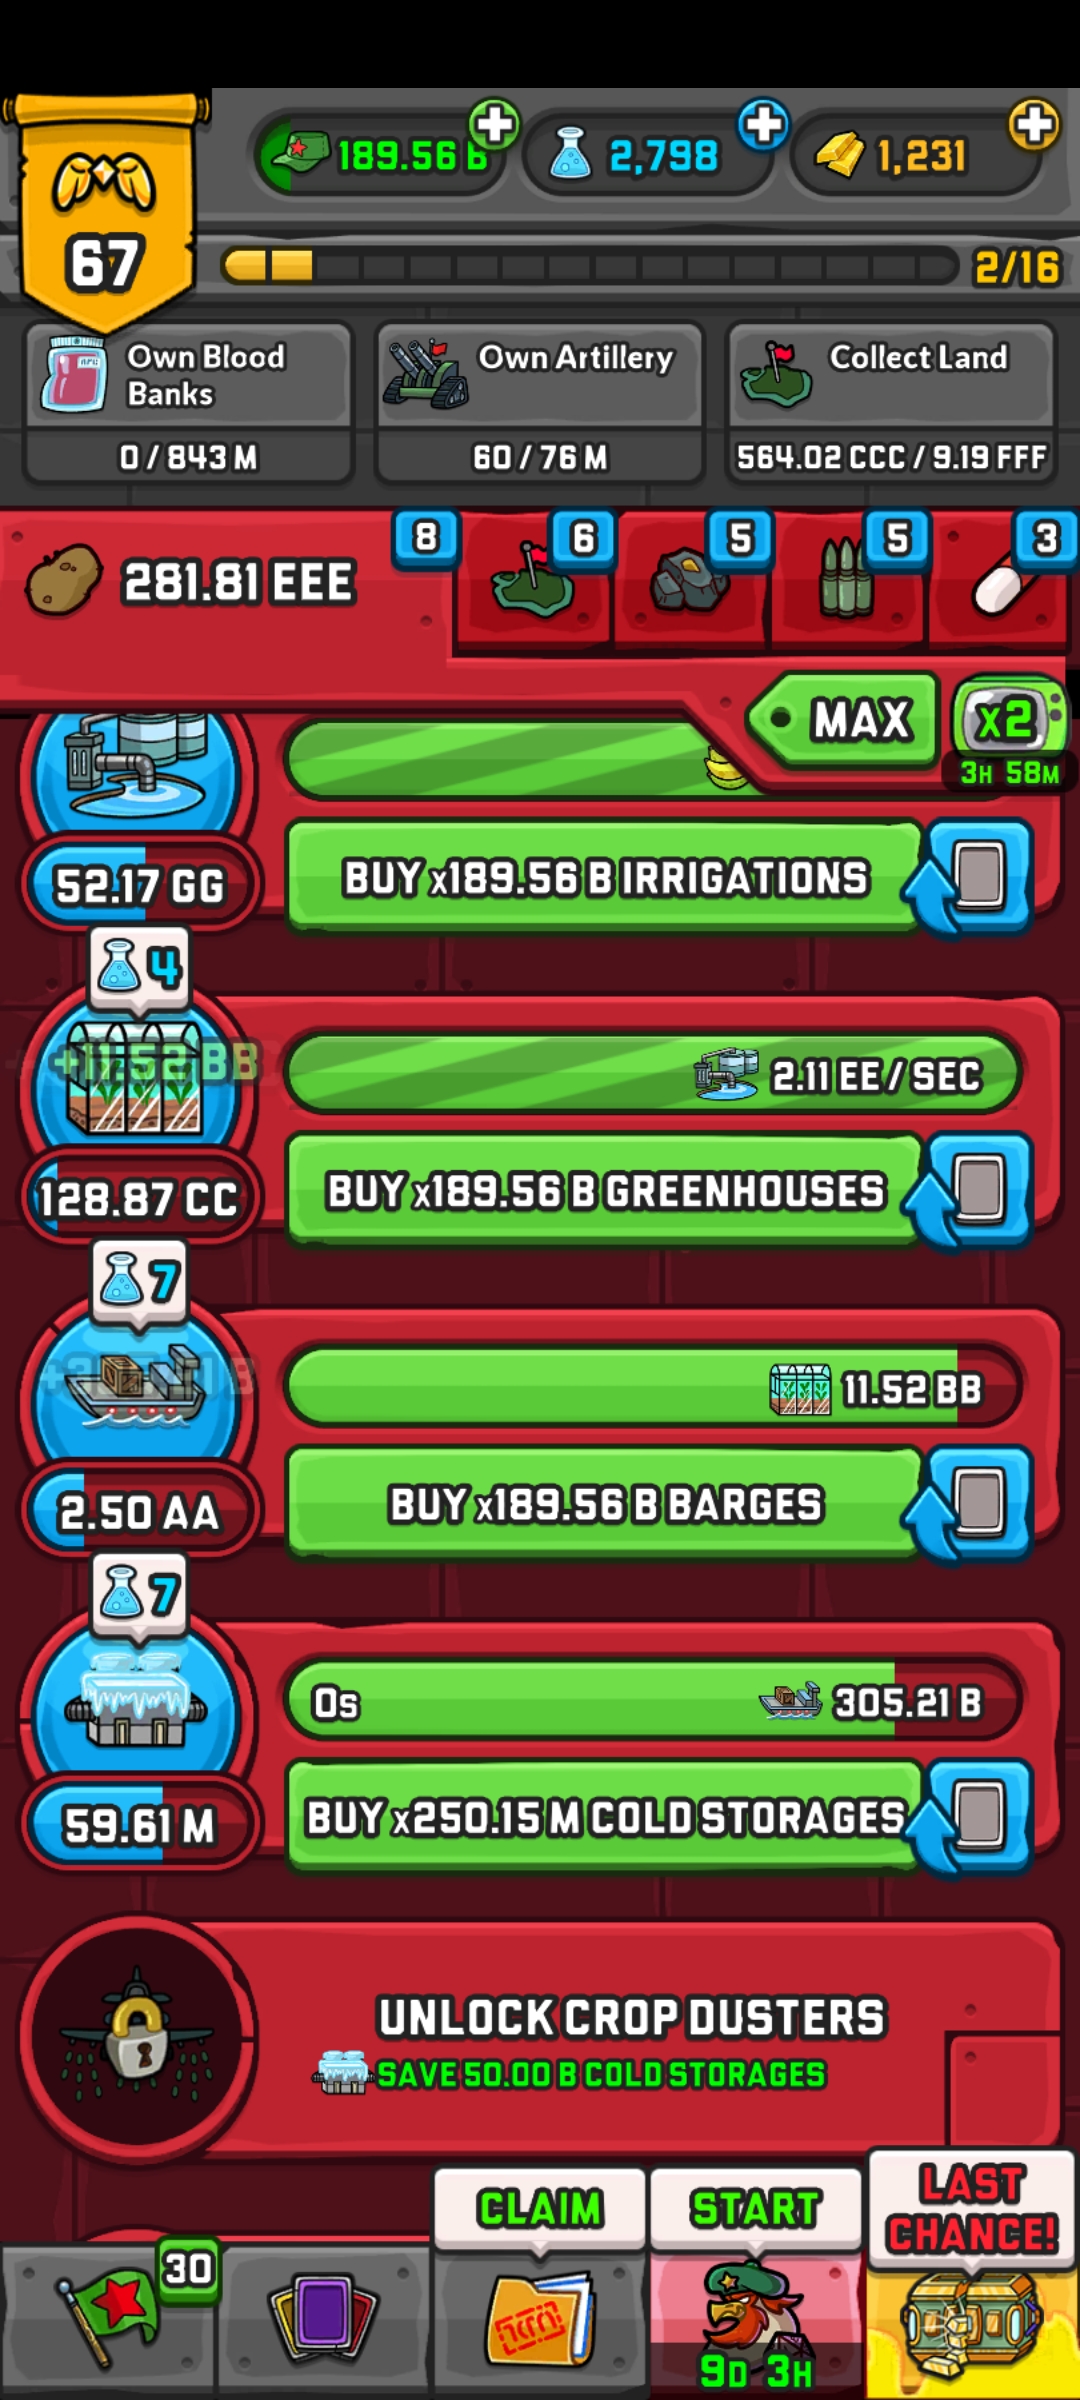 189.56 B
2,798
1,231
67
2/16
Own Blood
Banks
0 / 843 M
Own Artillery
60 / 76 M
Collect Land
564.02 CCC / 9.19 FFF
281.81 EEE
8
6
5
5
3
MAX
x2
3H 58M
52.17 GG
BUY x189.56 B IRRIGATIONS
4
+11.52 BB
2.11 EE / SEC
128.87 CC
BUY x189.56 B GREENHOUSES
7
11.52 BB
2.50 AA
BUY x189.56 B BARGES
7
0s
305.21 B
59.61 M
BUY x250.15 M COLD STORAGES
UNLOCK CROP DUSTERS
SAVE 50.00 B COLD STORAGES
30
CLAIM
START
LAST
CHANCE!
9D 3H